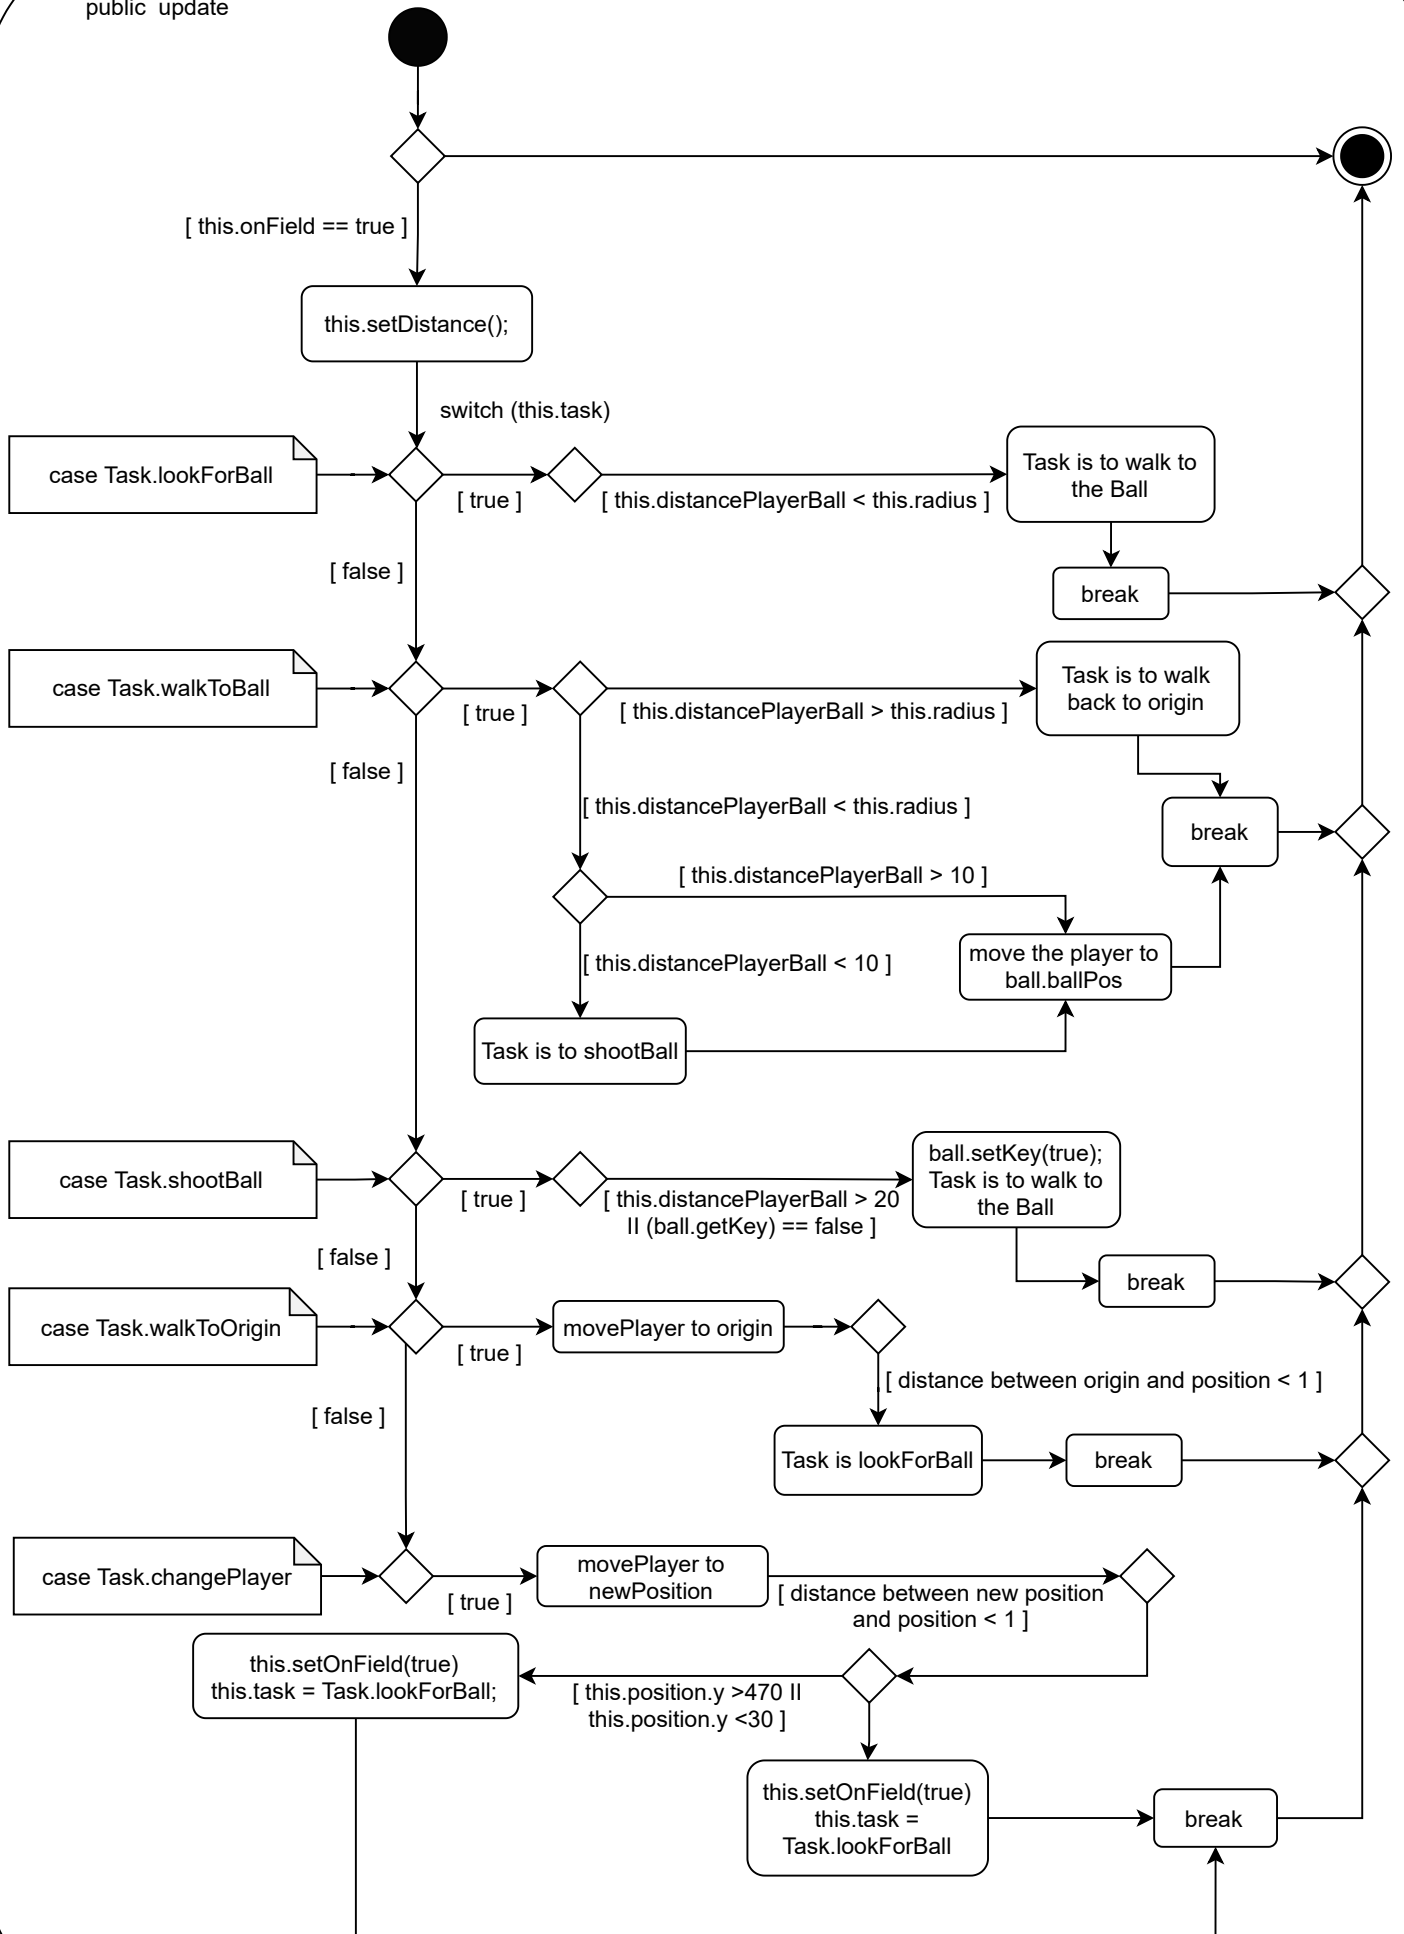 public  update
[ this.onField == true ]
this.setDistance();
switch (this.task)
case Task.lookForBall
[ true ]
[ this.distancePlayerBall < this.radius ]
Task is to walk to
the Ball
[ false ]
break
case Task.walkToBall
[ true ]
[ this.distancePlayerBall > this.radius ]
Task is to walk
back to origin
[ false ]
[ this.distancePlayerBall < this.radius ]
break
[ this.distancePlayerBall > 10 ]
[ this.distancePlayerBall < 10 ]
move the player to
ball.ballPos
Task is to shootBall
case Task.shootBall
[ true ]
[ this.distancePlayerBall > 20
II (ball.getKey) == false ]
ball.setKey(true);
Task is to walk to
the Ball
[ false ]
break
case Task.walkToOrigin
[ true ]
movePlayer to origin
[ distance between origin and position < 1 ]
[ false ]
Task is lookForBall
break
case Task.changePlayer
[ true ]
movePlayer to
newPosition
[ distance between new position
and position < 1 ]
this.setOnField(true)
this.task = Task.lookForBall;
[ this.position.y >470 II
this.position.y <30 ]
this.setOnField(true)
this.task =
Task.lookForBall
break